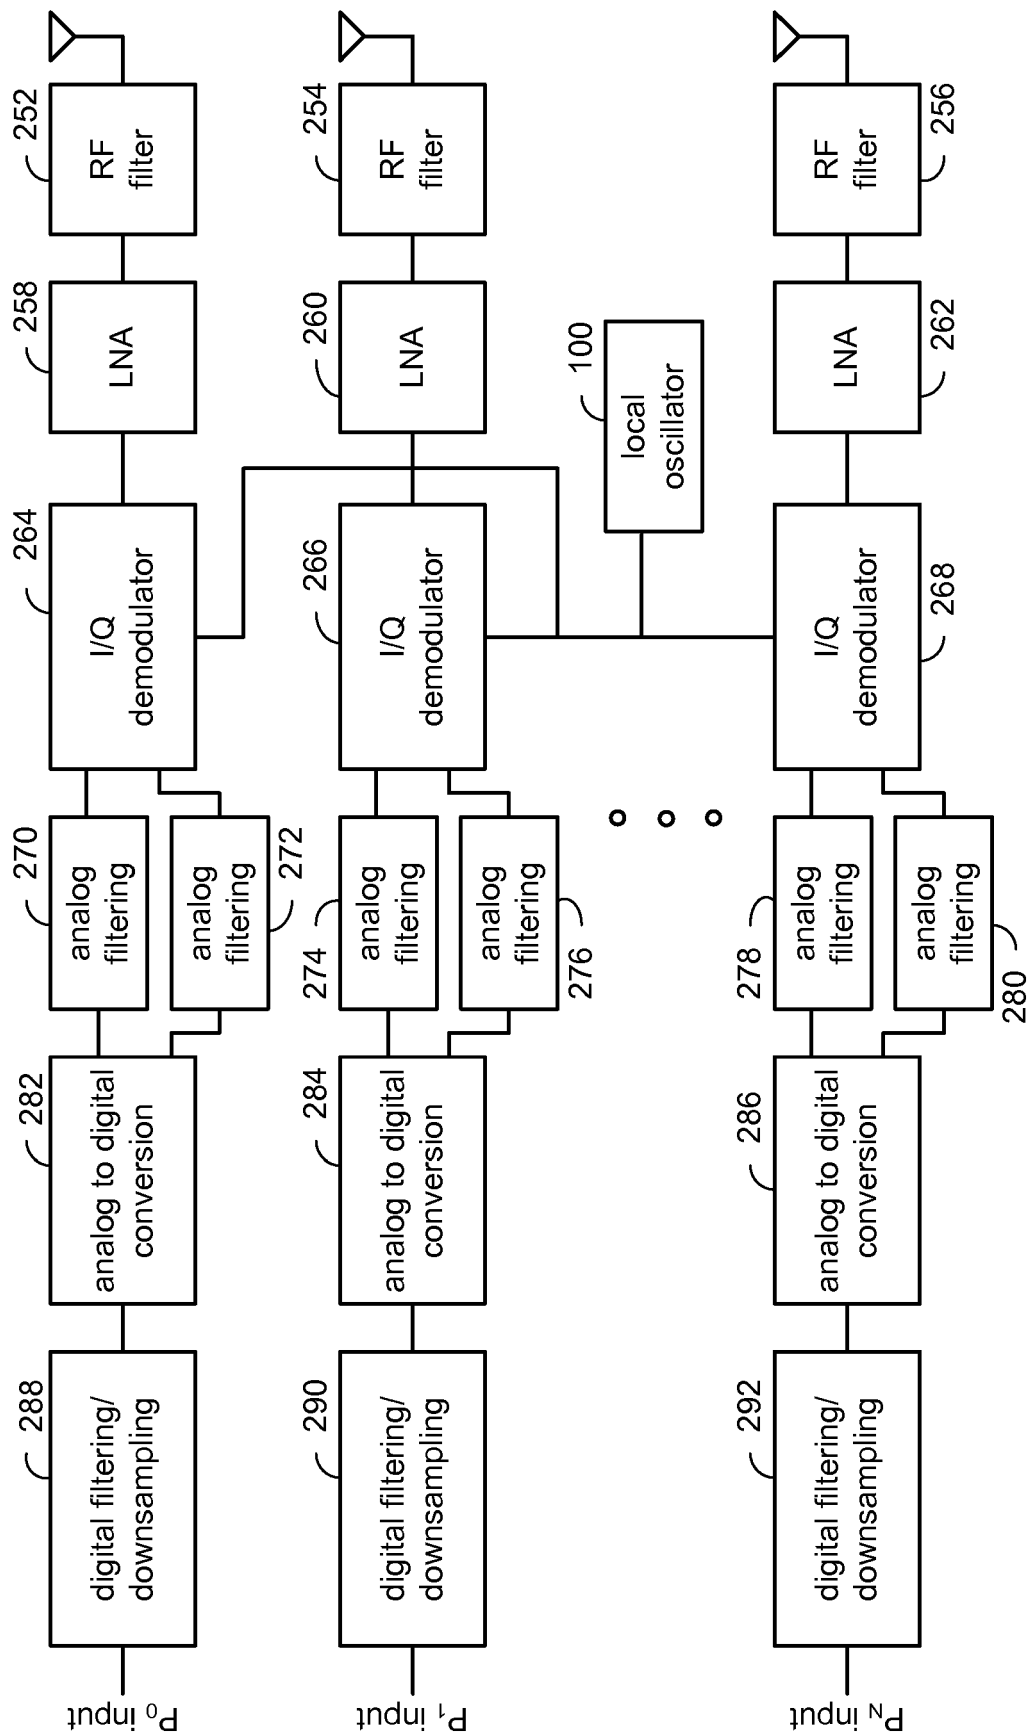 P0 input
288
digital filtering/
downsampling
282
analog to digital
conversion
270
analog
filtering
analog
filtering
272
264
I/Q
demodulator
258
LNA
252
RF
filter
P1 input
290
digital filtering/
downsampling
284
analog to digital
conversion
274
analog
filtering
analog
filtering
276
266
I/Q
demodulator
260
LNA
254
RF
filter
100
local
oscillator
PN input
292
digital filtering/
downsampling
286
analog to digital
conversion
278
analog
filtering
analog
filtering
280
I/Q
demodulator
268
LNA
262
RF
filter
256